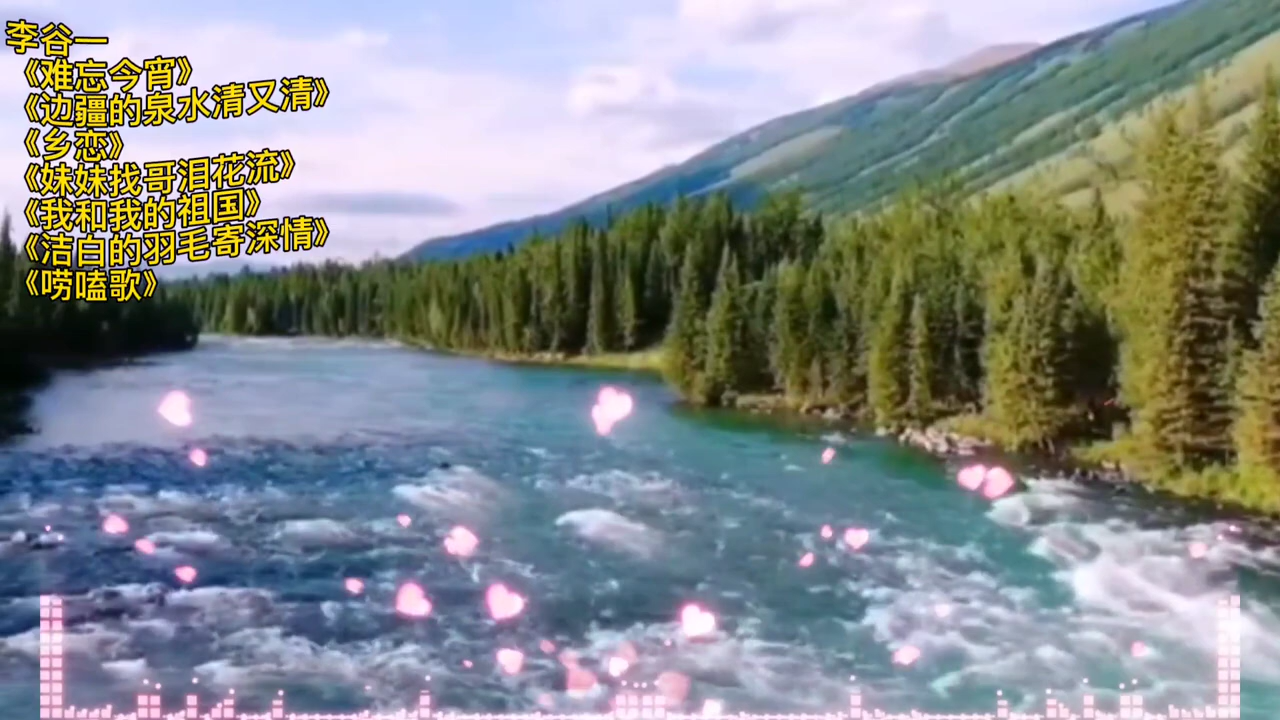 李谷一
《难忘今宵》
《边疆的泉水清又清》
《乡恋》
《妹妹找哥泪花流》
《我和我的祖国》
《洁白的羽毛寄深情》
《唠嗑歌》